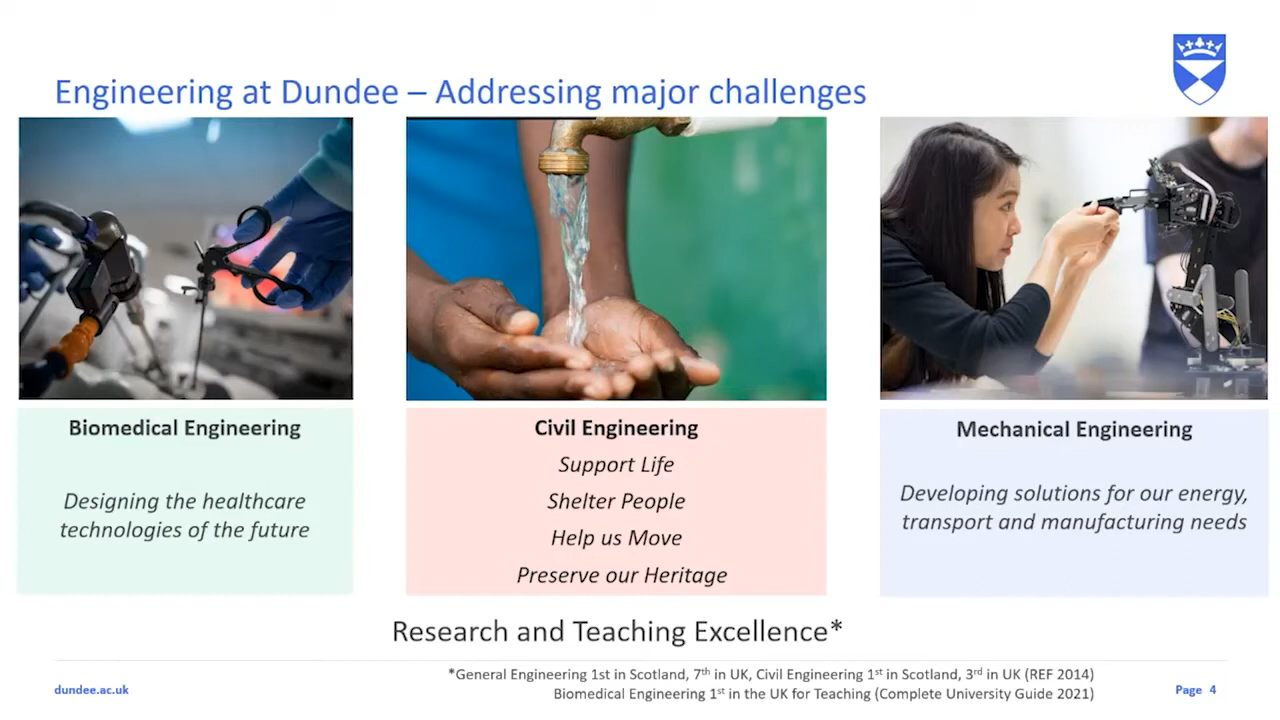 Engineering at Dundee – Addressing major challenges
Biomedical Engineering
Designing the healthcare
technologies of the future
Civil Engineering
Support Life
Shelter People
Help us Move
Preserve our Heritage
Mechanical Engineering
Developing solutions for our energy,
transport and manufacturing needs
Research and Teaching Excellence*
*General Engineering 1st in Scotland, 7th in UK, Civil Engineering 1st in Scotland, 3rd in UK (REF 2014)
Biomedical Engineering 1st in the UK for Teaching (Complete University Guide 2021)
dundee.ac.uk
Page 4